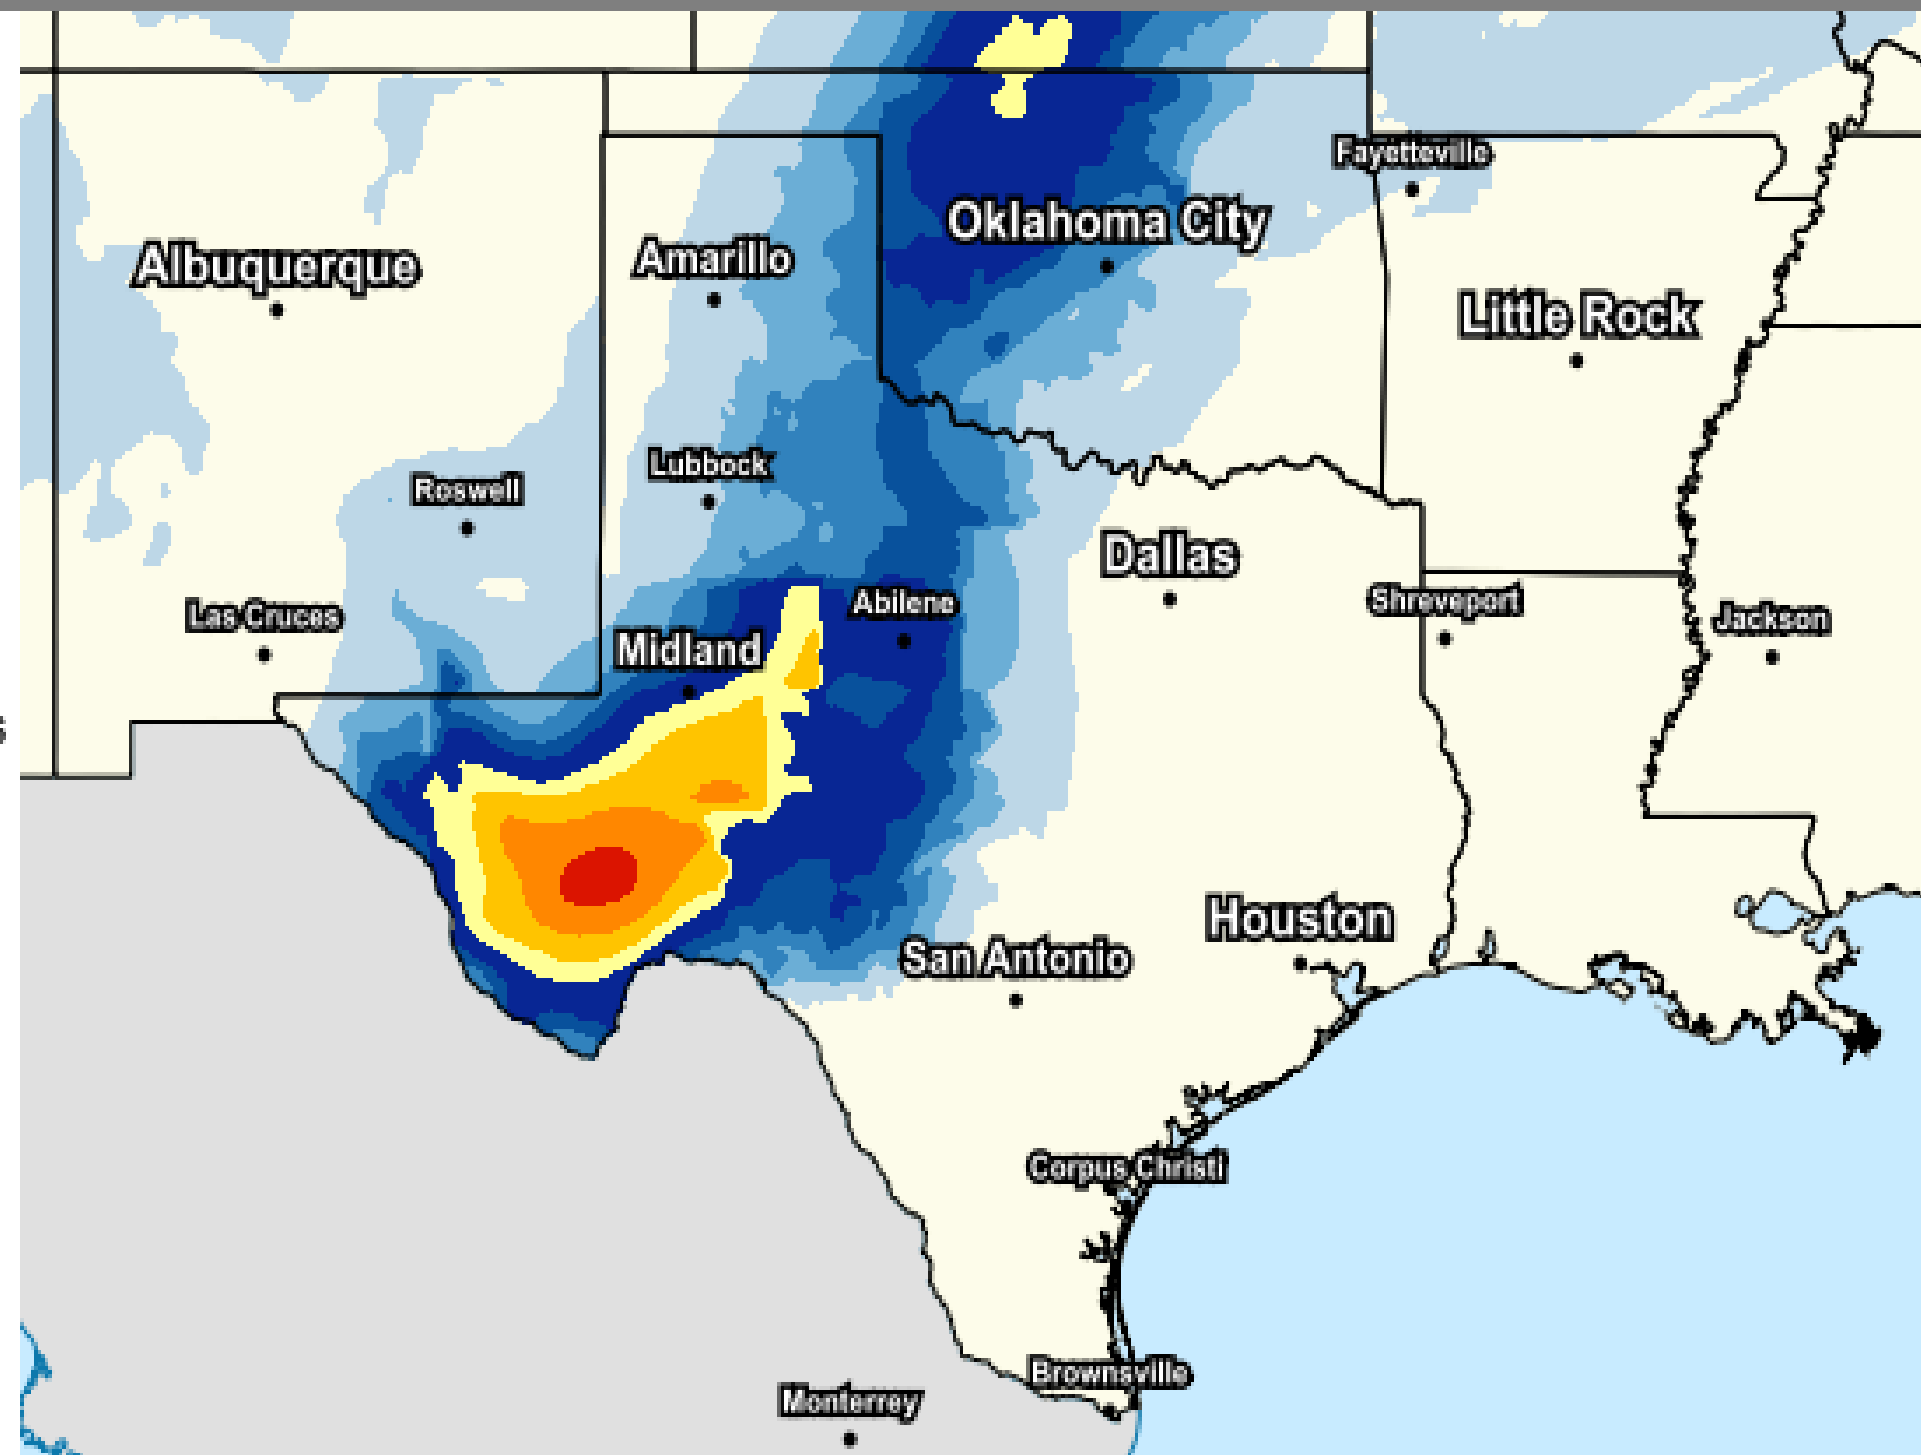 Fayetteville
Oklahoma City
Albuquerque
Amarillo
Little Rock
Lubbock
Roswell
Dallas
Las Cruces
Abilene
Shreveport
Jackson
Midland
Houston
San Antonio
Corpus Christi
Brownsville
Monterrey